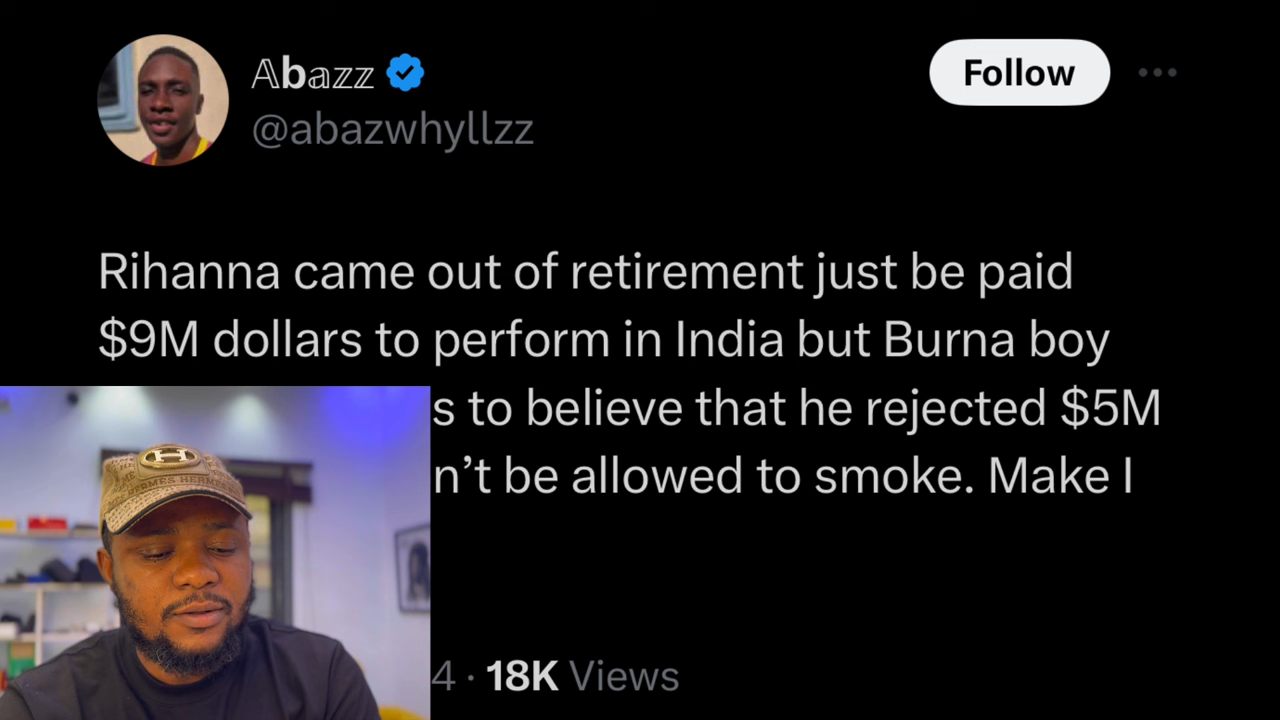 Abazz
@abazwhyllzz
Follow
Rihanna came out of retirement just be paid
$9M dollars to perform in India but Burna boy
s to believe that he rejected $5M
n’t be allowed to smoke. Make I
4 · 18K Views
H